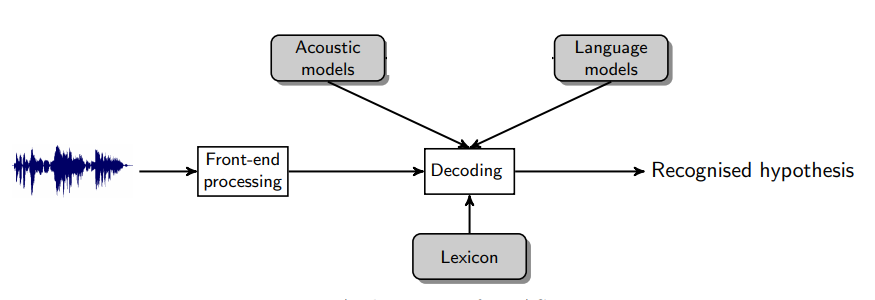 Acoustic
models
Language
models
Front-end
processing
Decoding
Recognised hypothesis
Lexicon